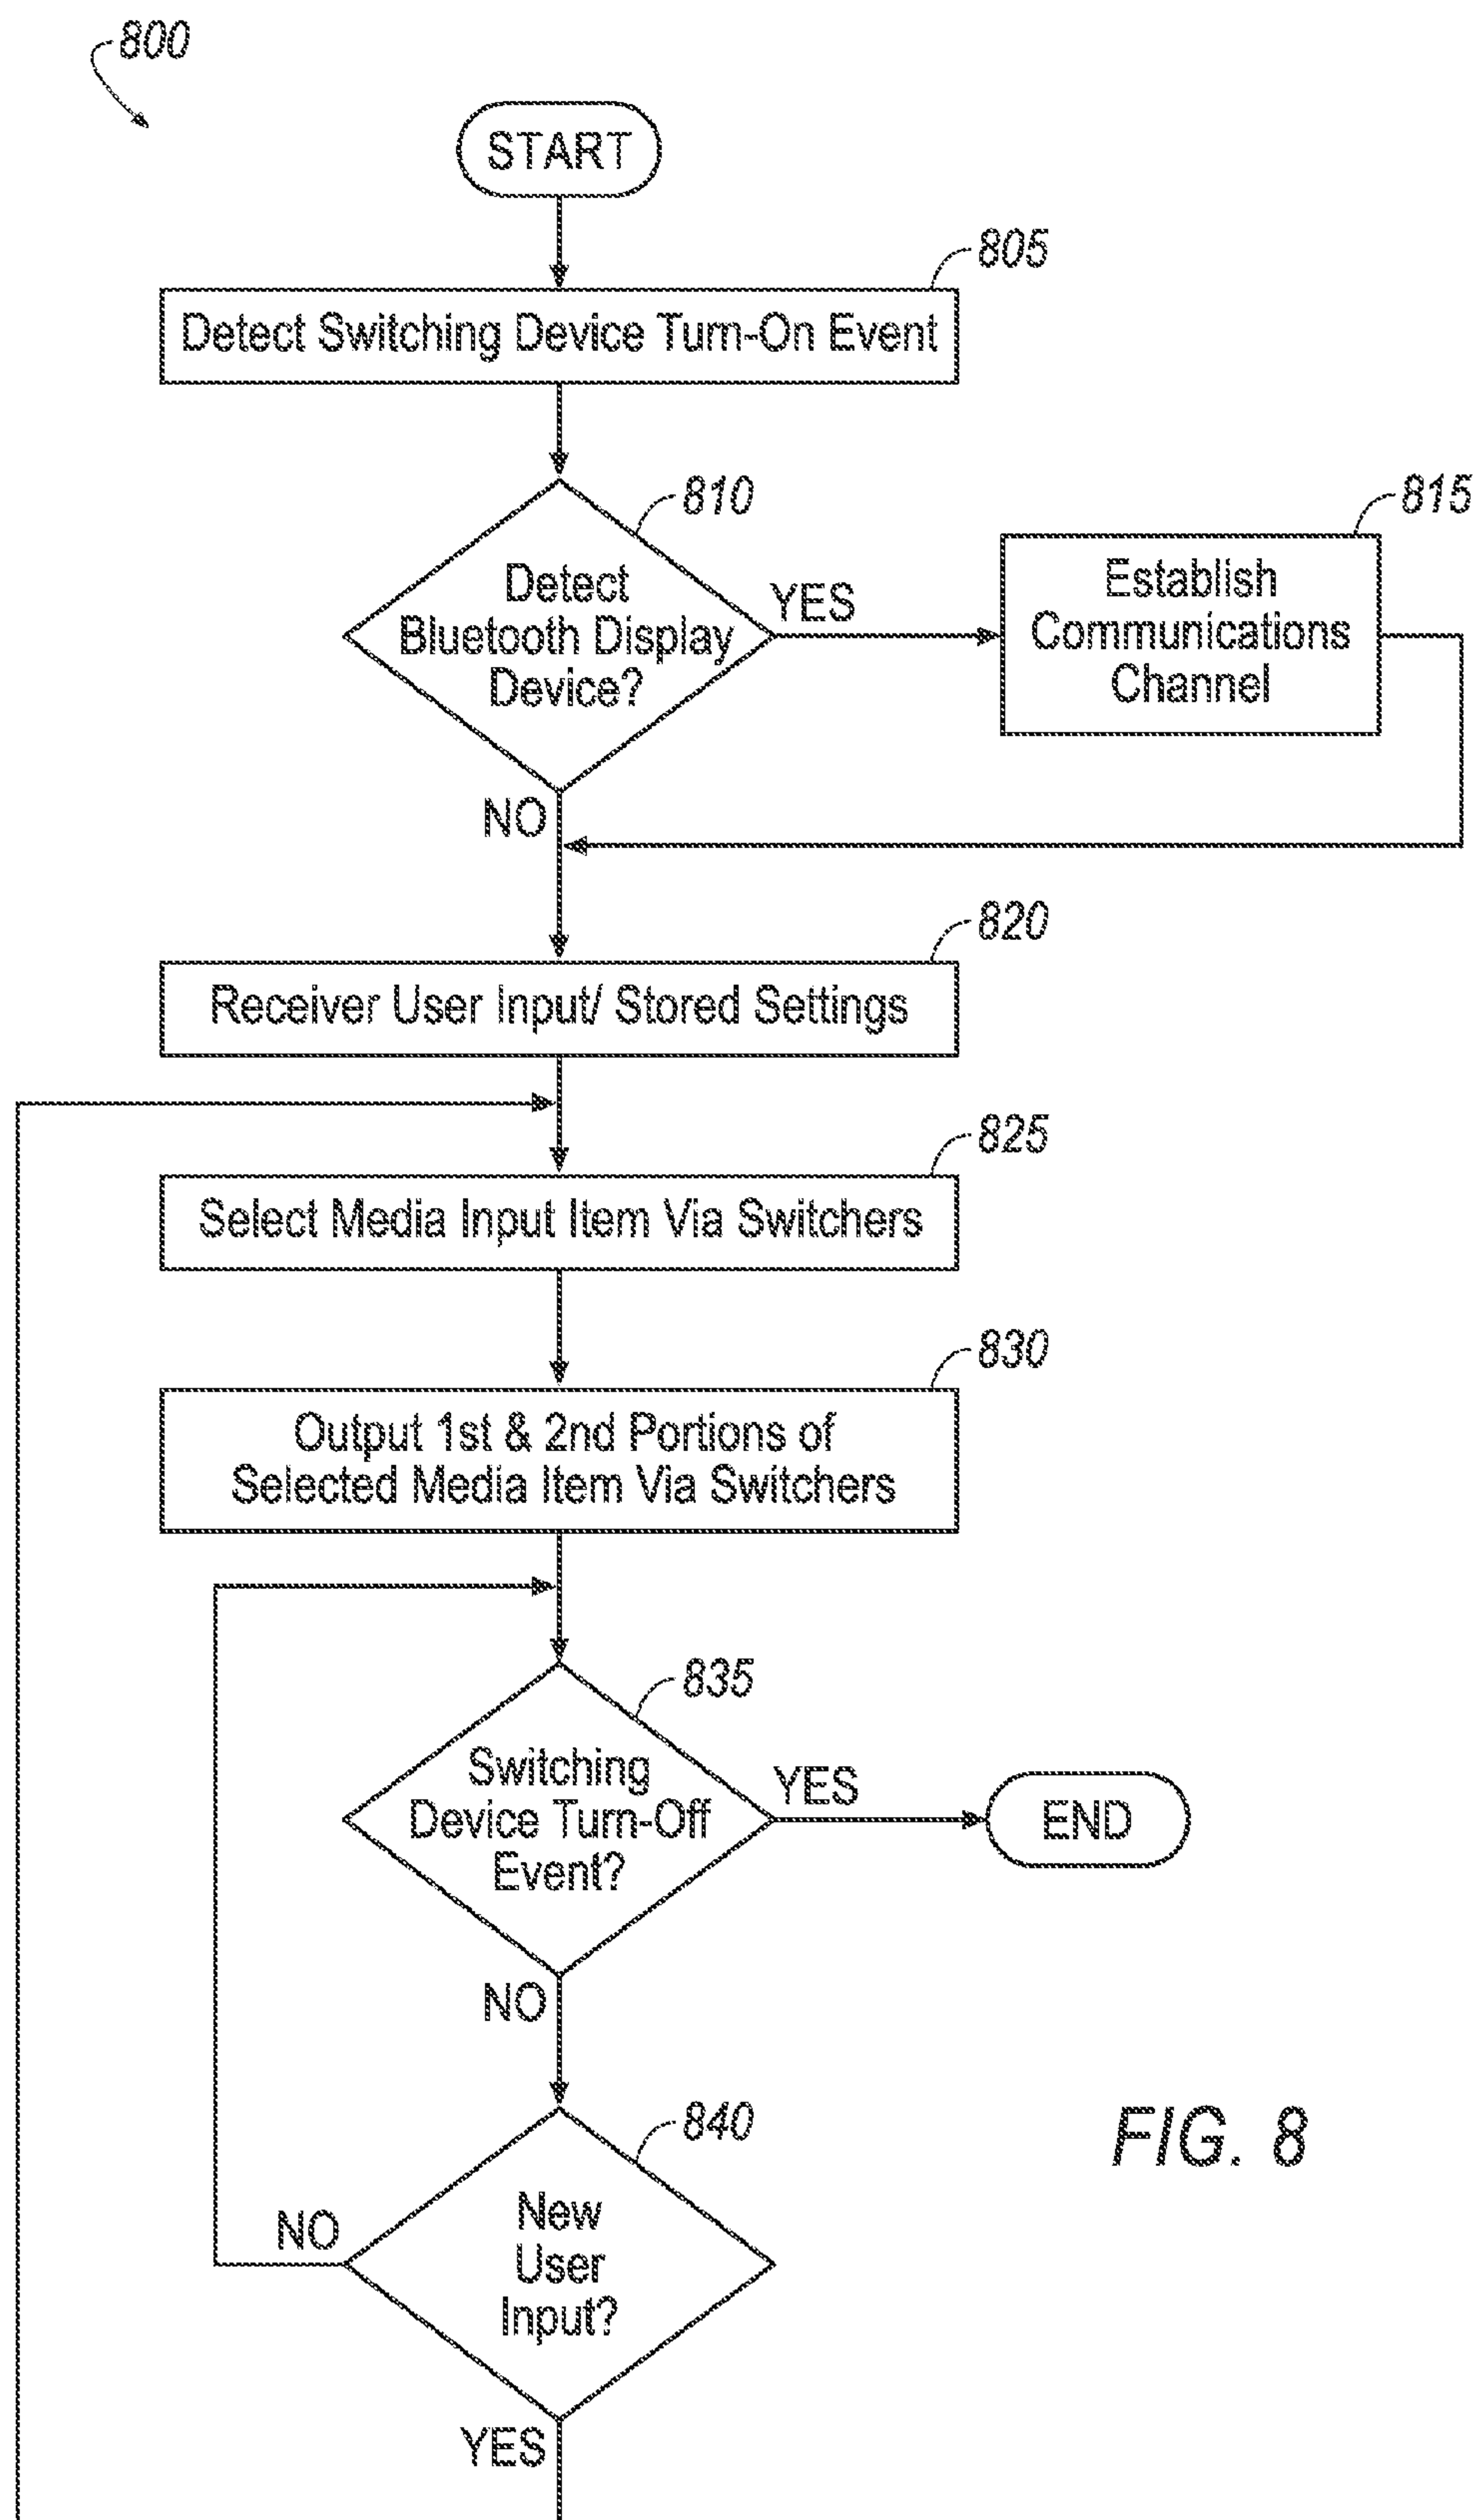 800
START
805
Detect Switching Device Turn-On Event
810
Detect
Bluetooth Display
Device?
YES
815
Establish
Communications
Channel
NO
820
Receiver User Input/ Stored Settings
825
Select Media Input Item Via Switchers
830
Output 1st & 2nd Portions of
Selected Media Item Via Switchers
835
Switching
Device Turn-Off
Event?
YES
END
NO
840
New
User
Input?
NO
YES
FIG. 8